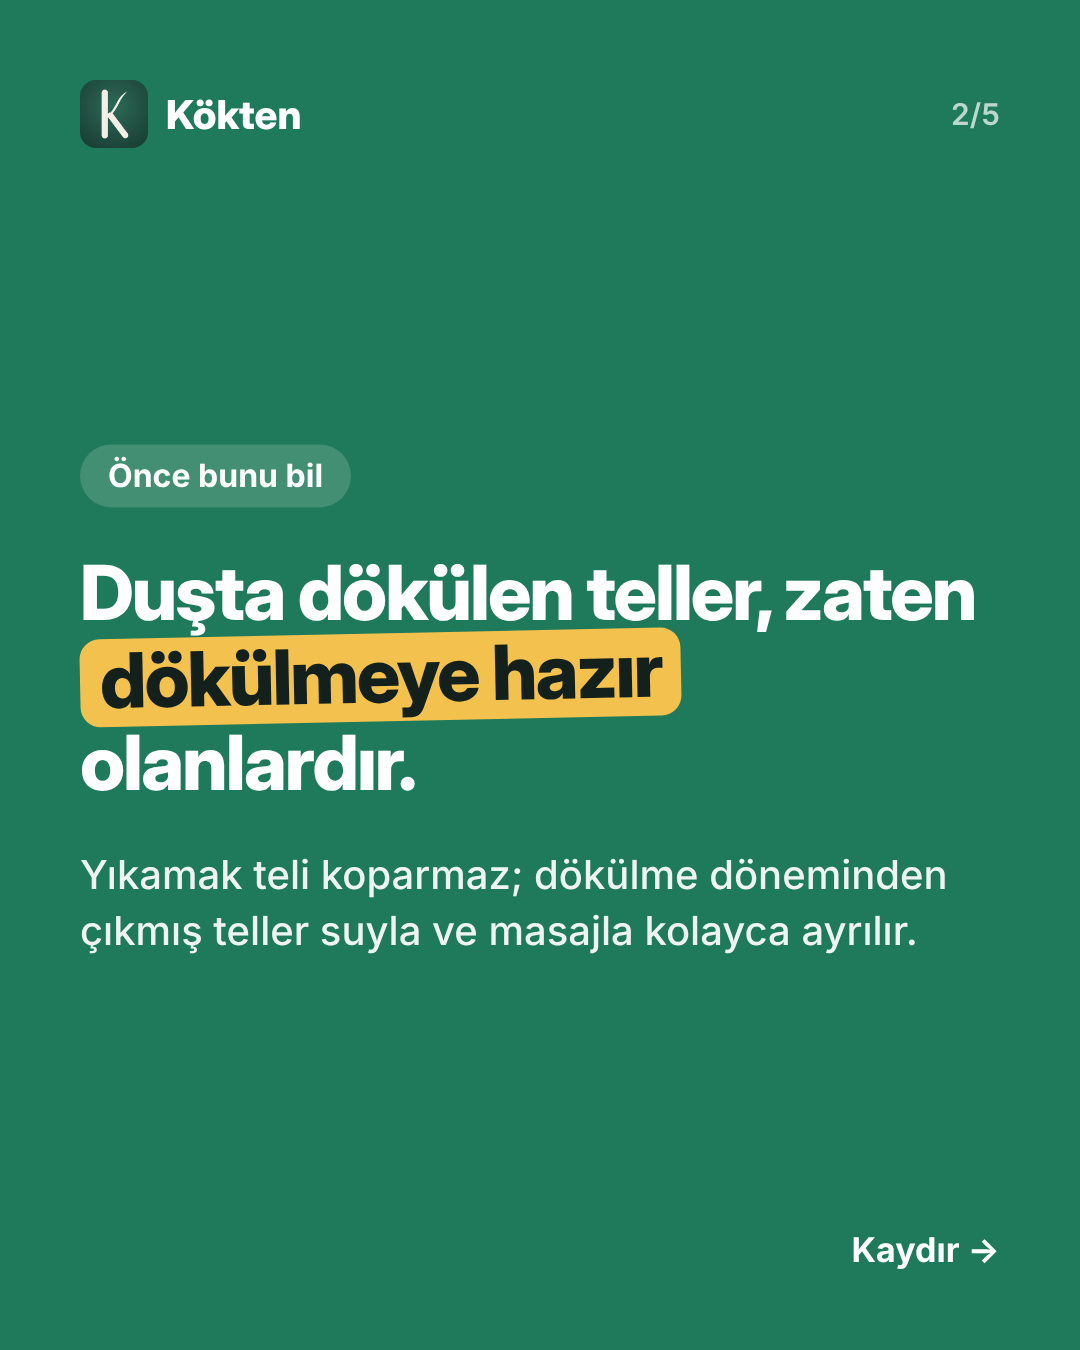 K Kökten
2/5
Önce bunu bil
Duşta dökülen teller, zaten
dökülmeye hazır
olanlardır.
Yıkamak teli koparmaz; dökülme döneminden
çıkmış teller suyla ve masajla kolayca ayrılır.
Kaydır →